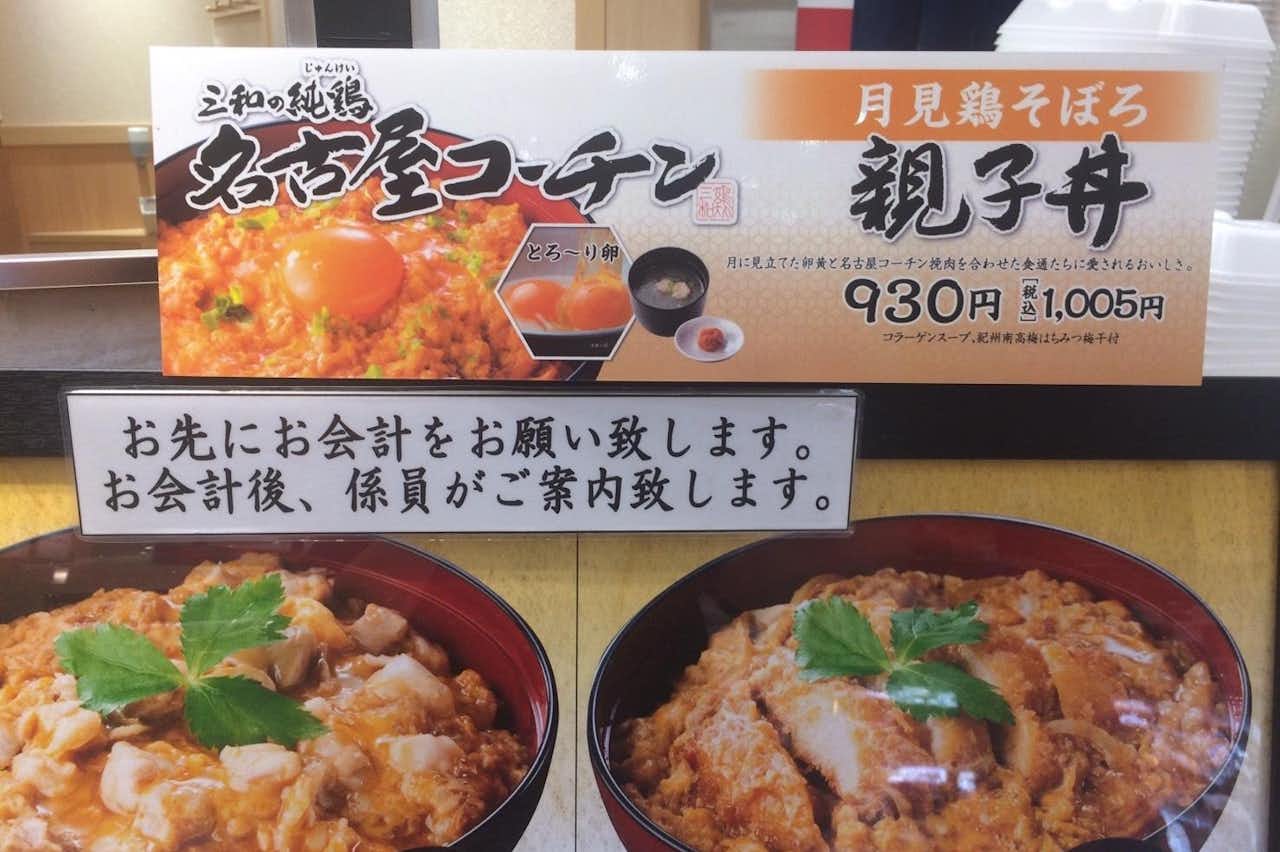 じゅんけい
三和の純鶏
名古屋コーチン
とろ〜り卵
月見鶏そぼろ
親子丼
月に見立てた卵黄と名古屋コーチン挽肉を合わせた食通たちに愛されるおいしさ。
930円 [税込] 1,005円
コラーゲンスープ、紀州南高梅はちみつ梅干付
お先にお会計をお願い致します。
お会計後、係員がご案内致します。